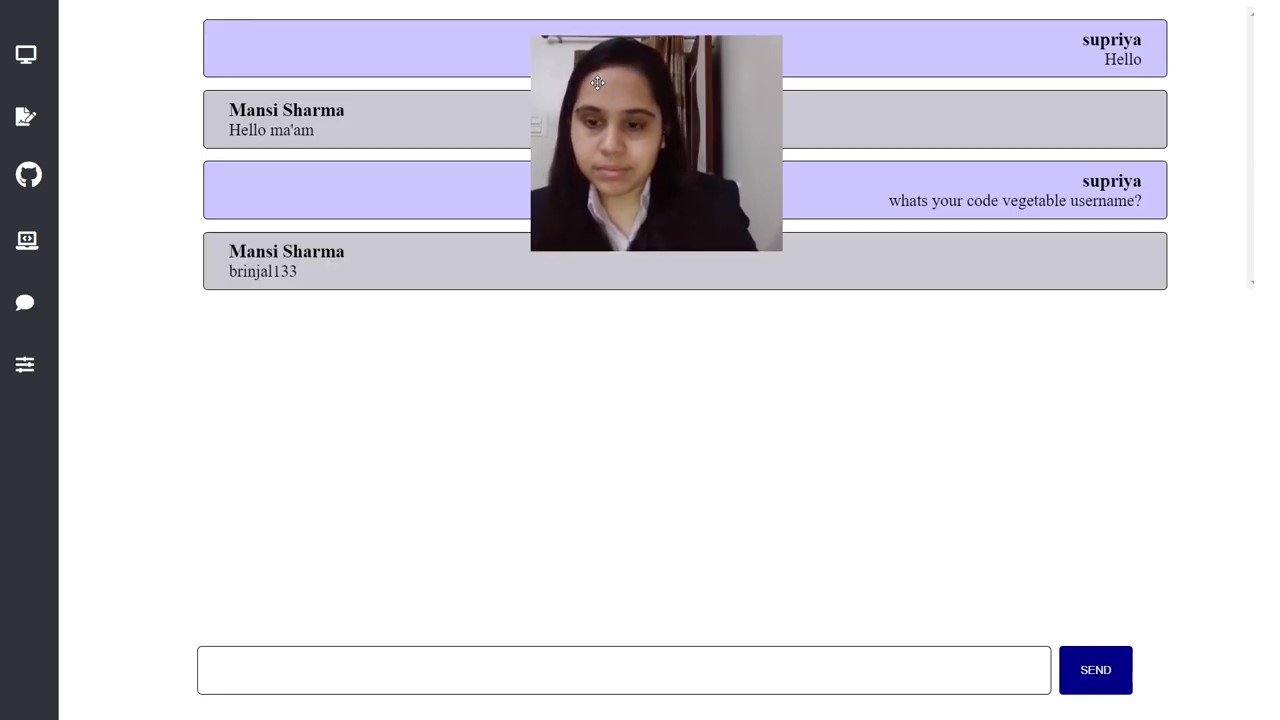 supriya
Hello
Mansi Sharma
Hello ma'am
supriya
whats your code vegetable username?
Mansi Sharma
brinjal133
SEND